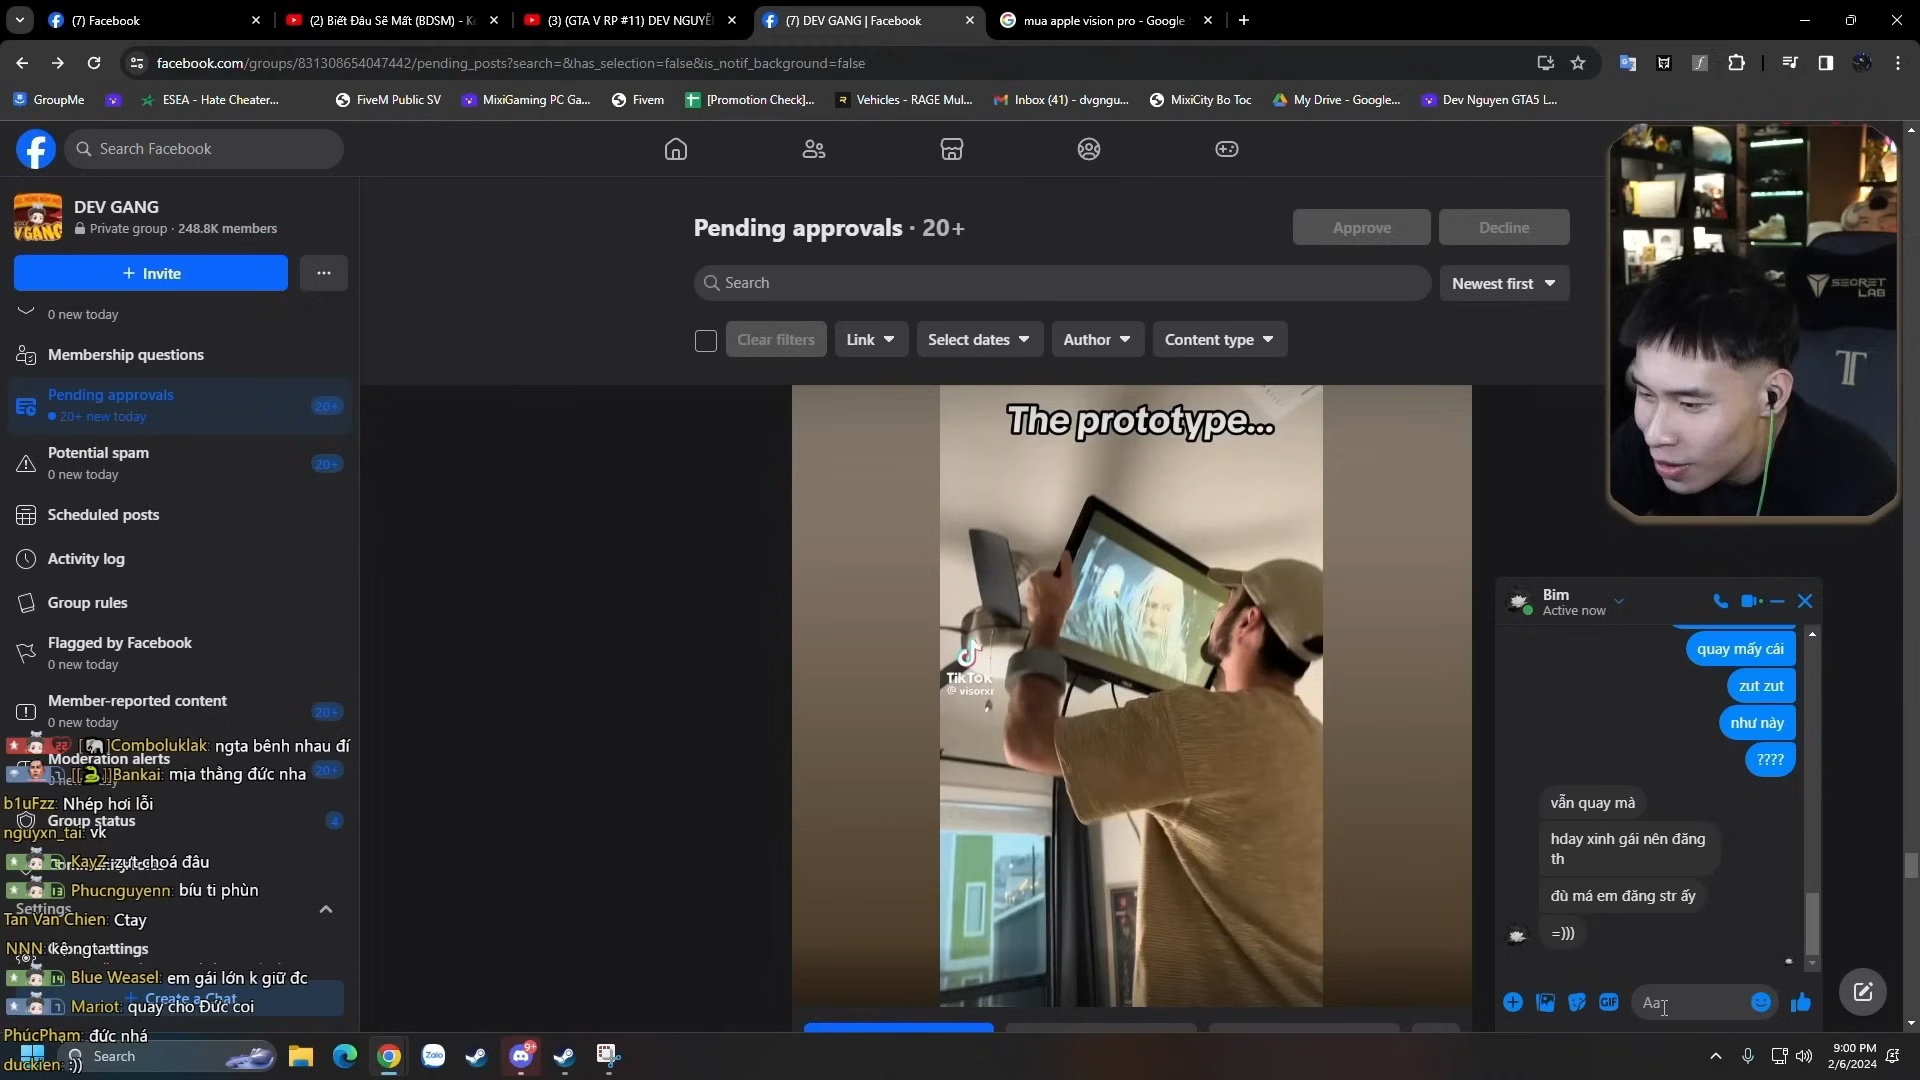 (7) Facebook
(2) Biết Đâu Sẽ Mất (BDSM) - K
(3) (GTA V RP #11) DEV NGUYỄ
(7) DEV GANG | Facebook
mua apple vision pro - Google
facebook.com/groups/831308654047442/pending_posts?search=&has_selection=false&is_notif_background=false
GroupMe
ESEA - Hate Cheater...
FiveM Public SV
MixiGaming PC Ga...
Fivem
[Promotion Check]...
Vehicles - RAGE Mul...
Inbox (41) - dvgngu...
MixiCity Bo Toc
My Drive - Google...
Dev Nguyen GTA5 L...
Search Facebook
DEV GANG
Private group · 248.8K members
+ Invite
0 new today
Membership questions
Pending approvals
20+ new today
20+
Potential spam
0 new today
20+
Scheduled posts
Activity log
Group rules
Flagged by Facebook
0 new today
Member-reported content
0 new today
20+
Moderation alerts
20+
Group status
4
Settings
Create a Chat
Comboluklak: ngta bênh nhau đí
Bankai: mịa thằng đức nha
b1uFzz: Nhép hơi lỗi
nguyxn_tai: vk
KayZ: zụt choá đâu
Phucnguyenn: bíu ti phùn
Tan Van Chien: Ctay
NNN: kêngta
Blue Weasel: em gái lớn k giữ đc
Mariot: quay cho Đức coi
PhúcPhạm: đức nhá
duckien: :))
Pending approvals · 20+
Approve
Decline
Search
Newest first
Clear filters
Link
Select dates
Author
Content type
The prototype...
TikTok
@visorxr
SECRET
LAB
Bim
Active now
quay mấy cái
zut zut
như này
????
vẫn quay mà
hday xinh gái nên đăng
th
đù má em đăng str ấy
=)))
GIF
Aa
Search
Zalo
9+
9:00 PM
2/6/2024